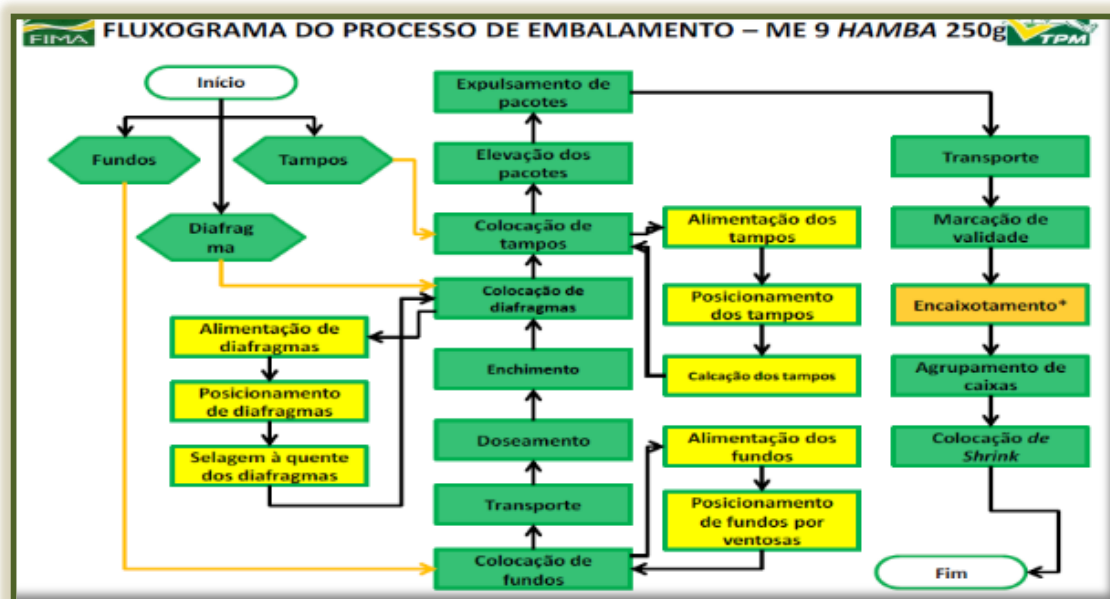 FIMA
FLUXOGRAMA DO PROCESSO DE EMBALAMENTO – ME 9 HAMBA 250g
TPM
Início
Fundos
Tampos
Diafrag
ma
Alimentação de
diafragmas
Posicionamento
de diafragmas
Selagem à quente
dos diafragmas
Expulsamento de
pacotes
Elevação dos
pacotes
Colocação de
tampos
Colocação de
diafragmas
Enchimento
Doseamento
Transporte
Colocação de
fundos
Alimentação dos
tampos
Posicionamento
dos tampos
Calcação dos tampos
Alimentação dos
fundos
Posicionamento
de fundos por
ventosas
Transporte
Marcação de
validade
Encaixotamento*
Agrupamento de
caixas
Colocação de
Shrink
Fim